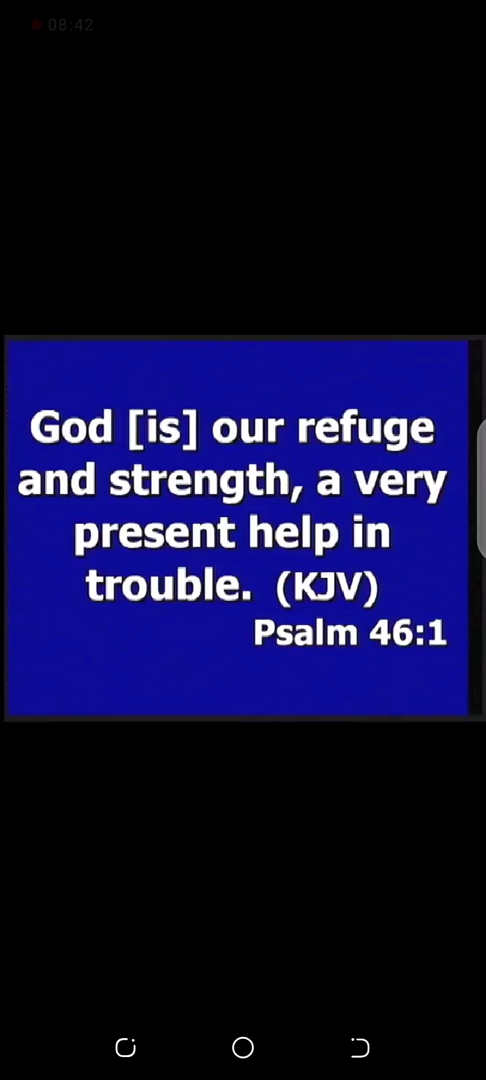 08:42
God [is] our refuge
and strength, a very
present help in
trouble. (KJV)
Psalm 46:1